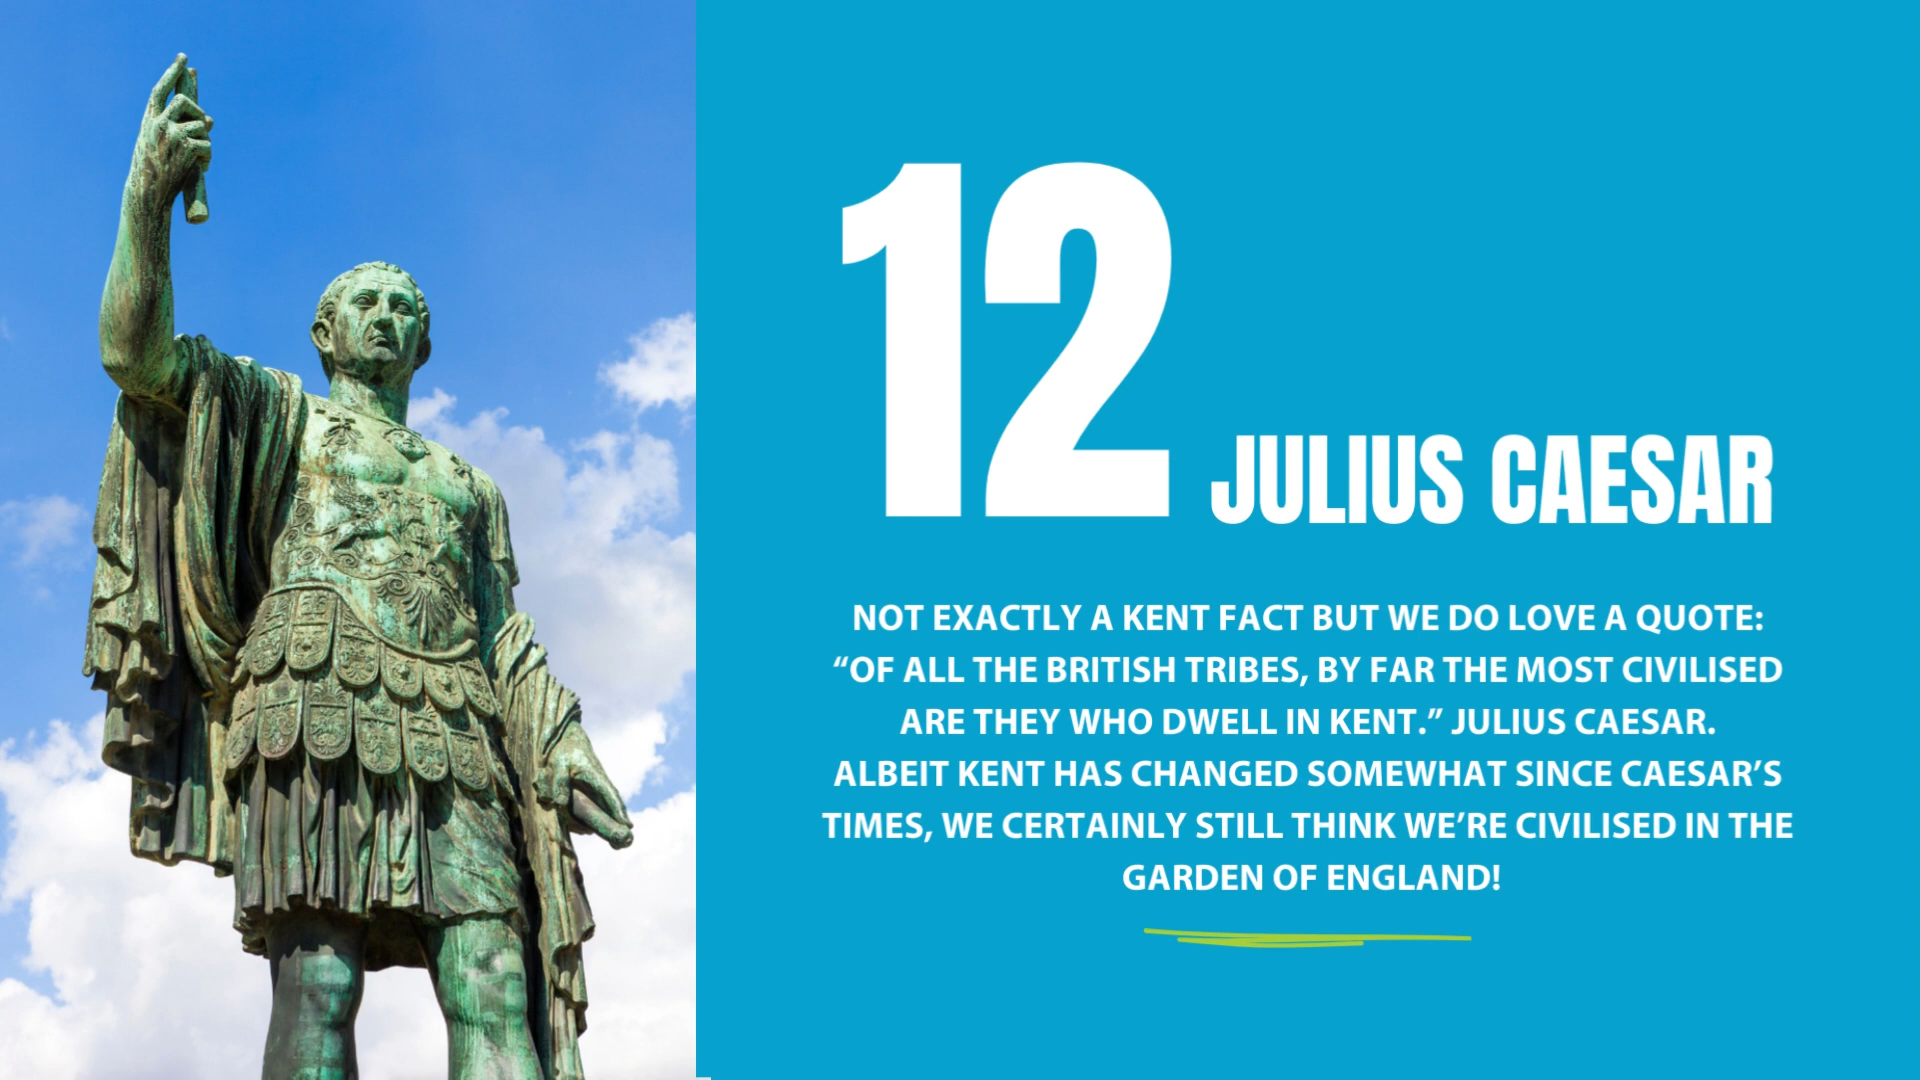 12 JULIUS CAESAR
NOT EXACTLY A KENT FACT BUT WE DO LOVE A QUOTE:
“OF ALL THE BRITISH TRIBES, BY FAR THE MOST CIVILISED
ARE THEY WHO DWELL IN KENT.” JULIUS CAESAR.
ALBEIT KENT HAS CHANGED SOMEWHAT SINCE CAESAR’S
TIMES, WE CERTAINLY STILL THINK WE’RE CIVILISED IN THE
GARDEN OF ENGLAND!